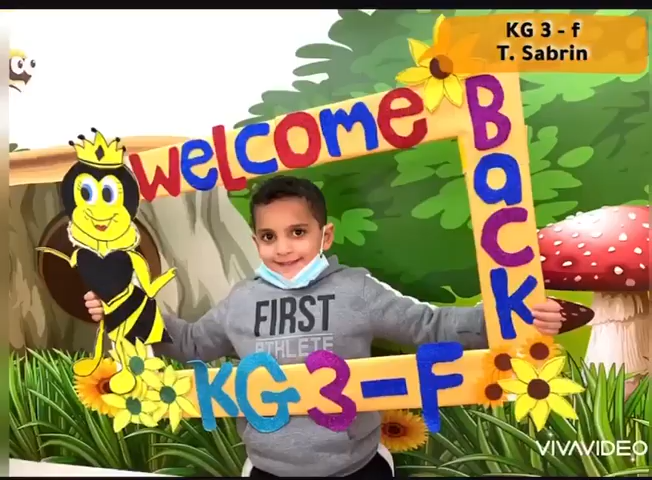 KG 3 - f
T. Sabrin
welcome
Back
FIRST
ATHLETE
KG3-F
VIVAVIDEO